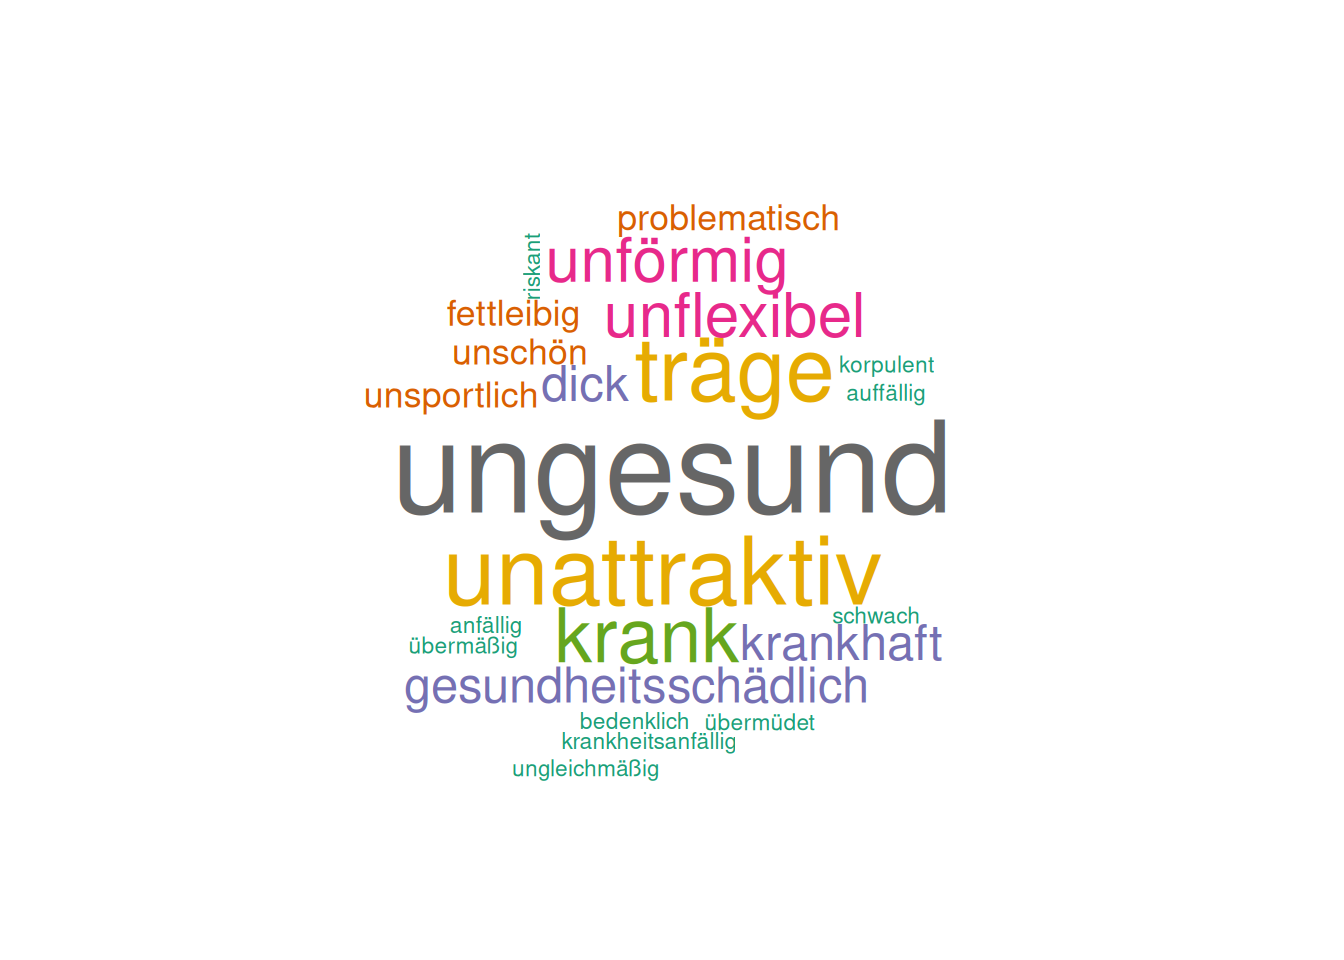 problematisch
riskant
unförmig
fettleibig
unflexibel
unschön
träge
korpulent
unsportlich
dick
auffällig
ungesund
unattraktiv
anfällig
schwach
übermäßig
krank
krankhaft
gesundheitsschädlich
bedenklich
übermüdet
krankheitsanfällig
ungleichmäßig